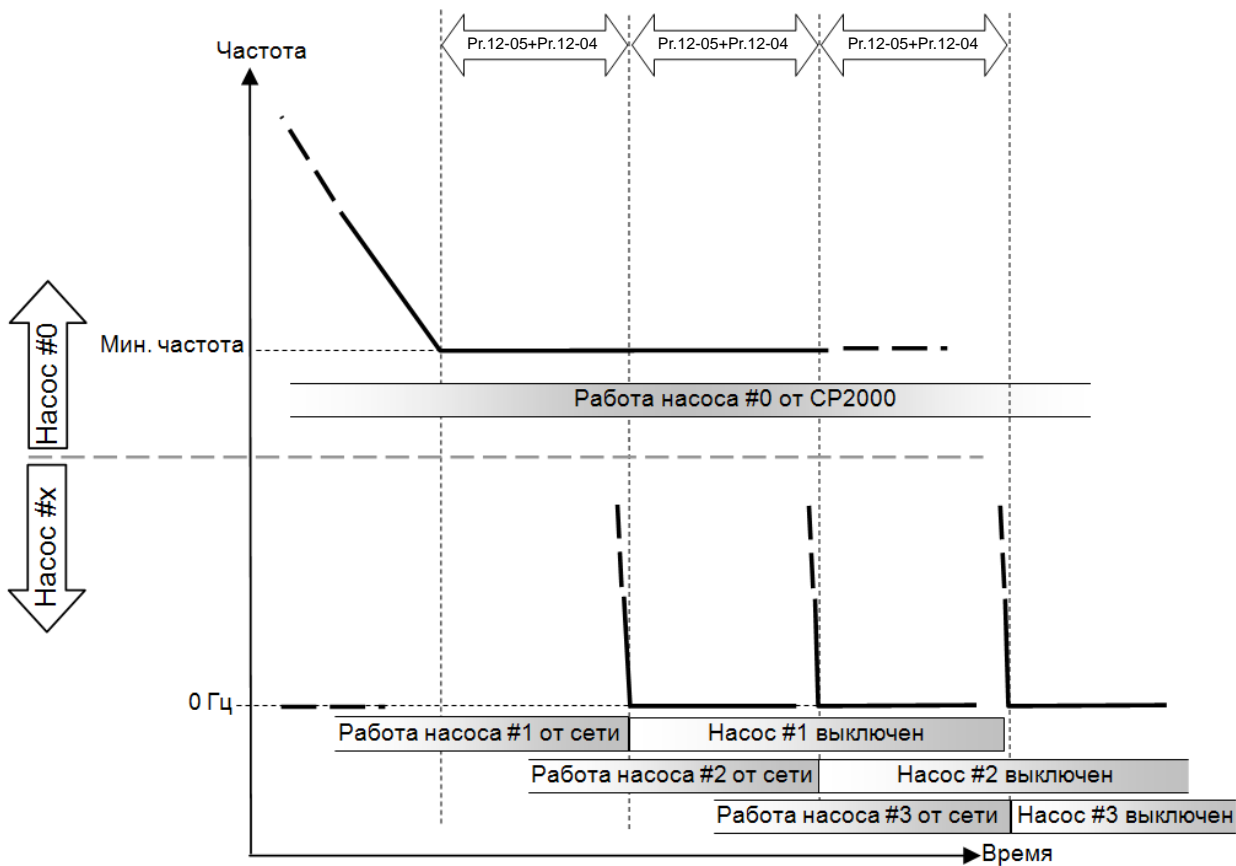 Pr.12-05+Pr.12-04
Pr.12-05+Pr.12-04
Pr.12-05+Pr.12-04
Частота
Мин. частота
Насос #0
Работа насоса #0 от CP2000
Насос #x
0 Гц
Работа насоса #1 от сети
Насос #1 выключен
Работа насоса #2 от сети
Насос #2 выключен
Работа насоса #3 от сети
Насос #3 выключен
Время